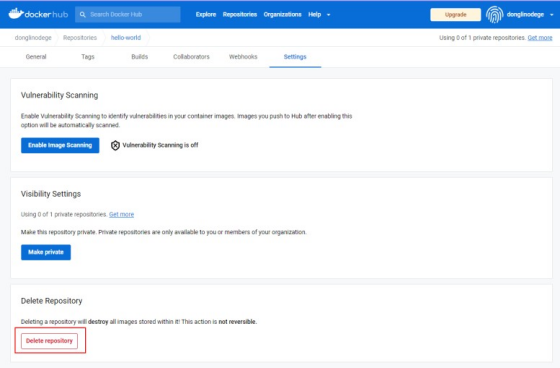 dockerhub Search Docker Hub Explore Repositories Organizations Help Upgrade donglinodege
donglinodege Repositories hello-world Using 0 of 1 private repositories. Get more
General Tags Builds Collaborators Webhooks Settings
Vulnerability Scanning
Enable Vulnerability Scanning to identify vulnerabilities in your container images. Images you push to Hub after enabling this
option will be automatically scanned.
Enable Image Scanning Vulnerability Scanning is off
Visibility Settings
Using 0 of 1 private repositories. Get more
Make this repository private. Private repositories are only available to you or members of your organization.
Make private
Delete Repository
Deleting a repository will destroy all images stored within it! This action is not reversible.
Delete repository